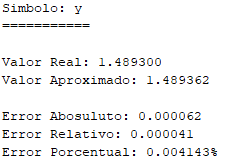 Simbolo: y
===========
Valor Real: 1.489300
Valor Aproximado: 1.489362
Error Abosuluto: 0.000062
Error Relativo: 0.000041
Error Porcentual: 0.004143%